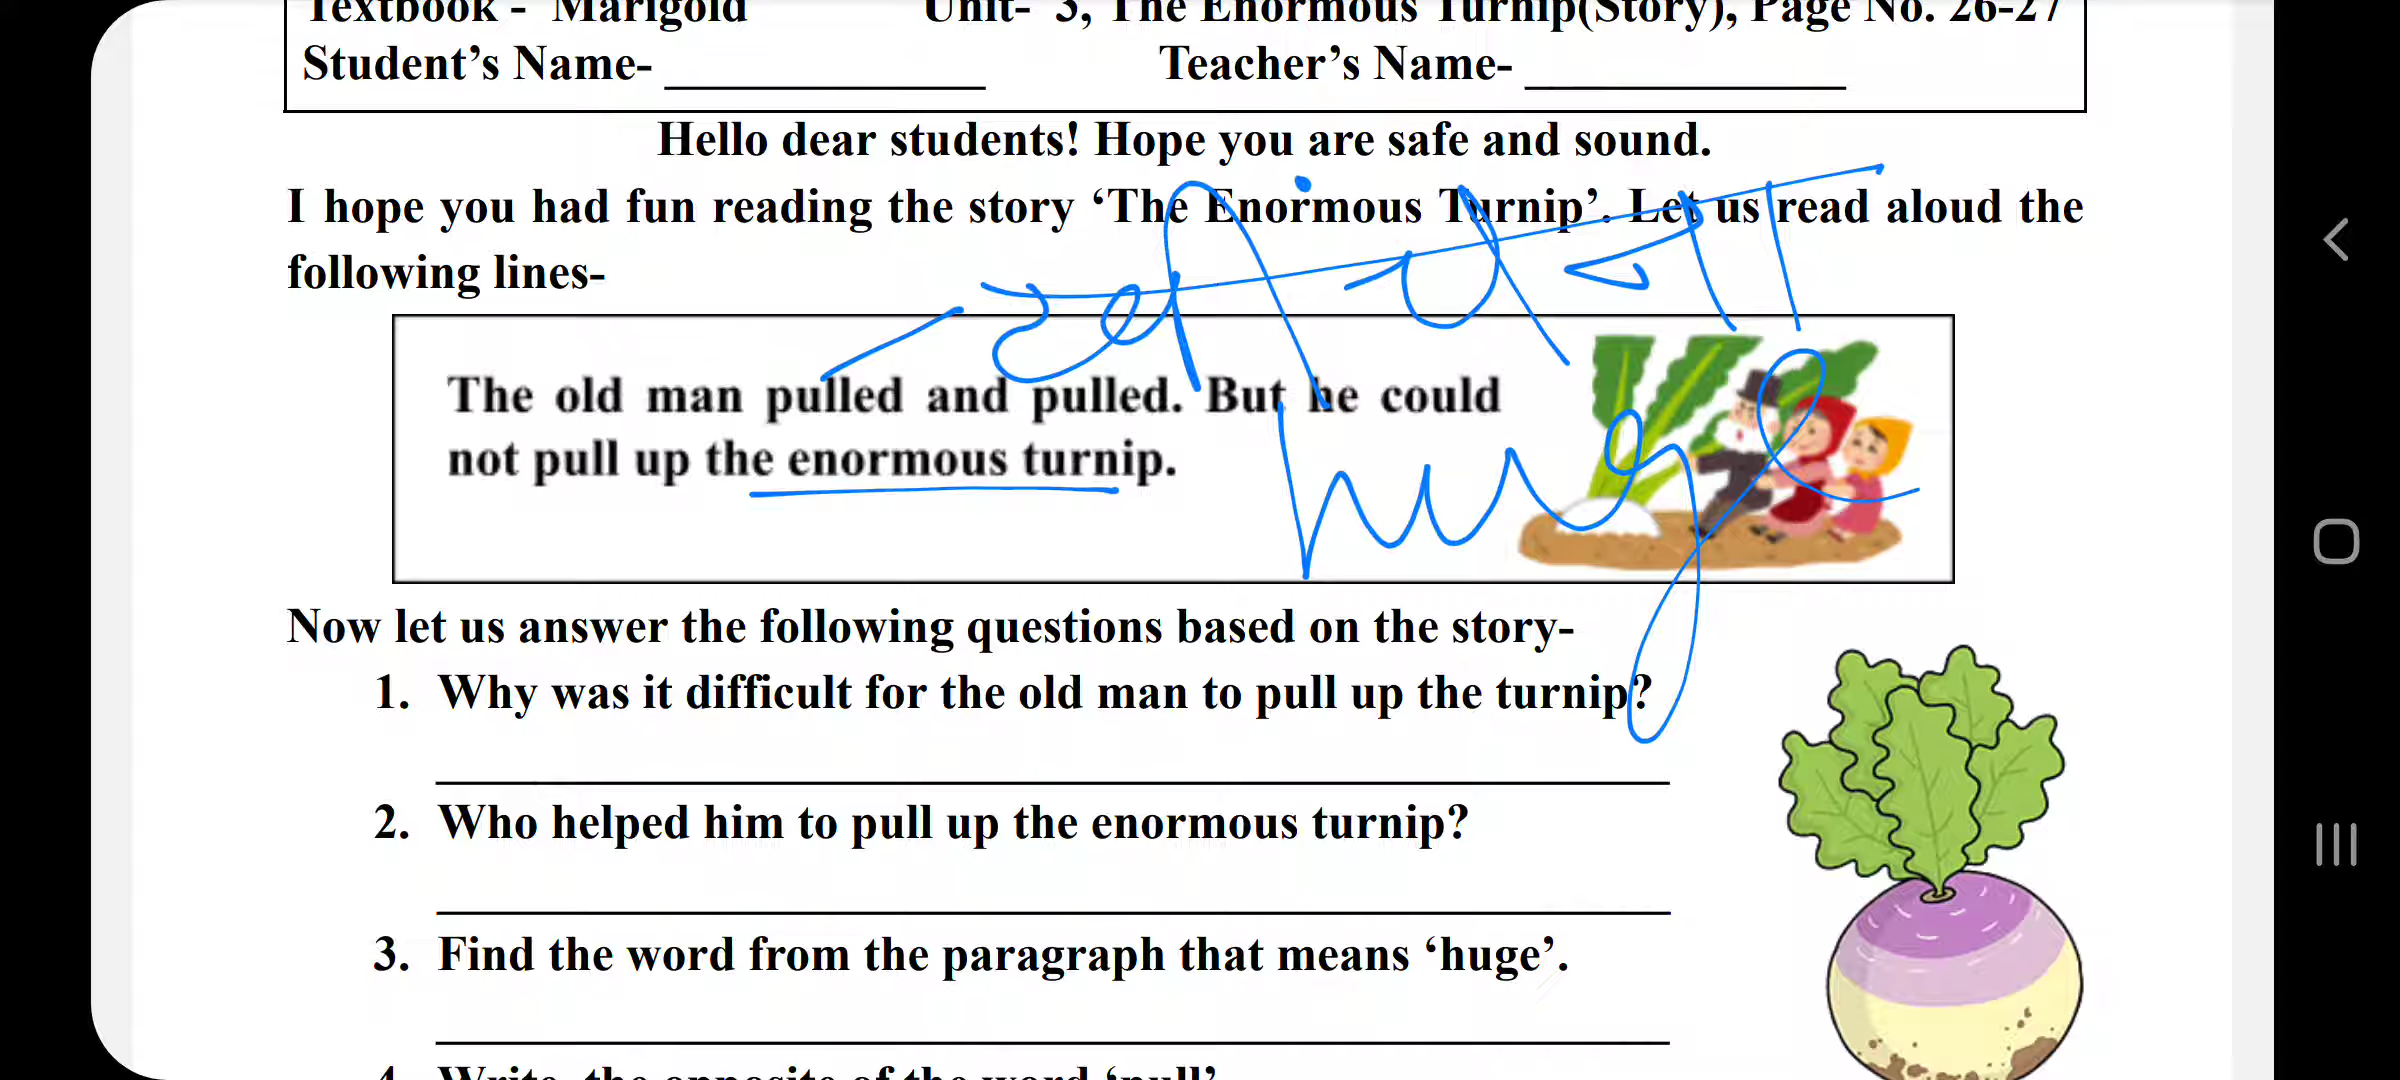 Textbook - Marigold Unit- 3, The Enormous Turnip(Story), Page No. 26-27
Student's Name- ____________ Teacher's Name- ____________
Hello dear students! Hope you are safe and sound.
I hope you had fun reading the story ‘The Enormous Turnip’. Let us read aloud the
following lines-
The old man pulled and pulled. But he could
not pull up the enormous turnip.
huge
Now let us answer the following questions based on the story-
1. Why was it difficult for the old man to pull up the turnip?
2. Who helped him to pull up the enormous turnip?
3. Find the word from the paragraph that means ‘huge’.
4. Write the opposite of the word ‘pull’